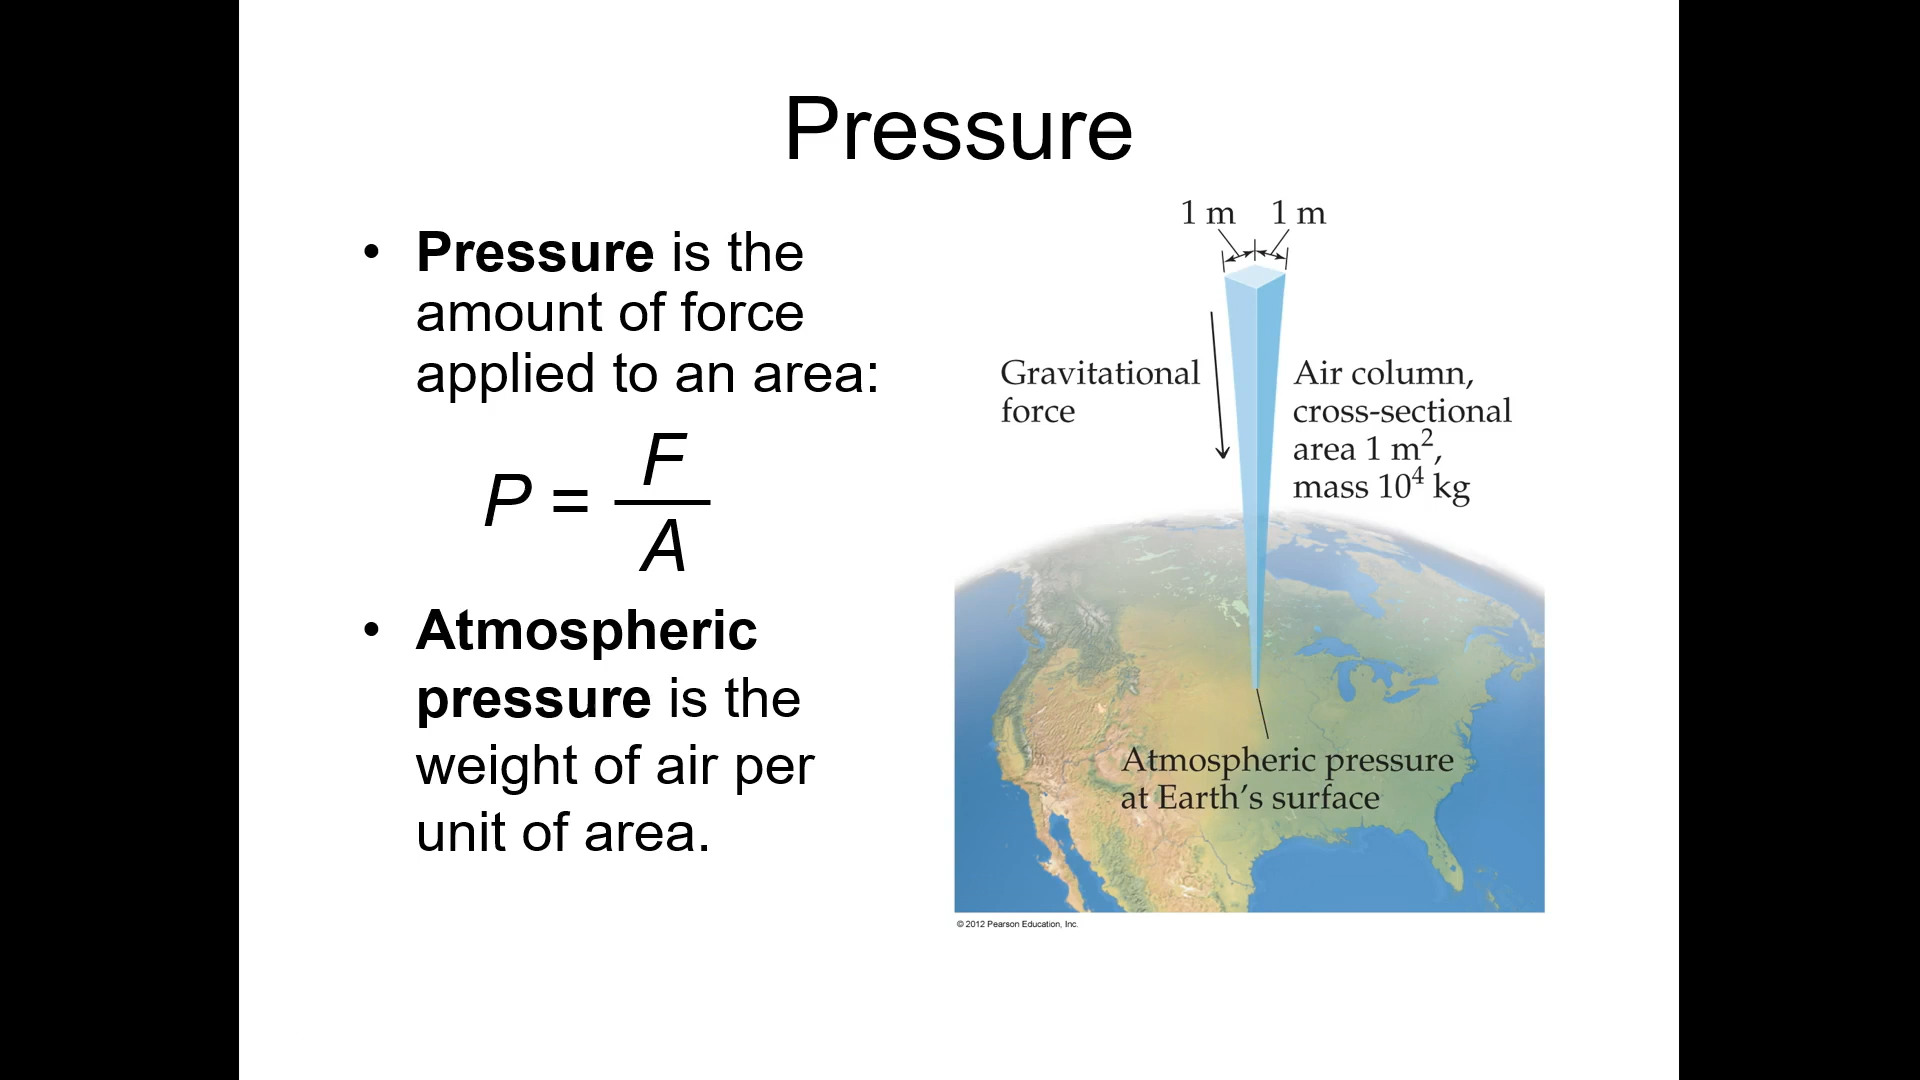 Pressure
• Pressure is the
amount of force
applied to an area:
P = F
A
• Atmospheric
pressure is the
weight of air per
unit of area.
1 m 1 m
Gravitational
force
Air column,
cross-sectional
area 1 m²,
mass 10⁴ kg
Atmospheric pressure
at Earth’s surface
© 2012 Pearson Education, Inc.